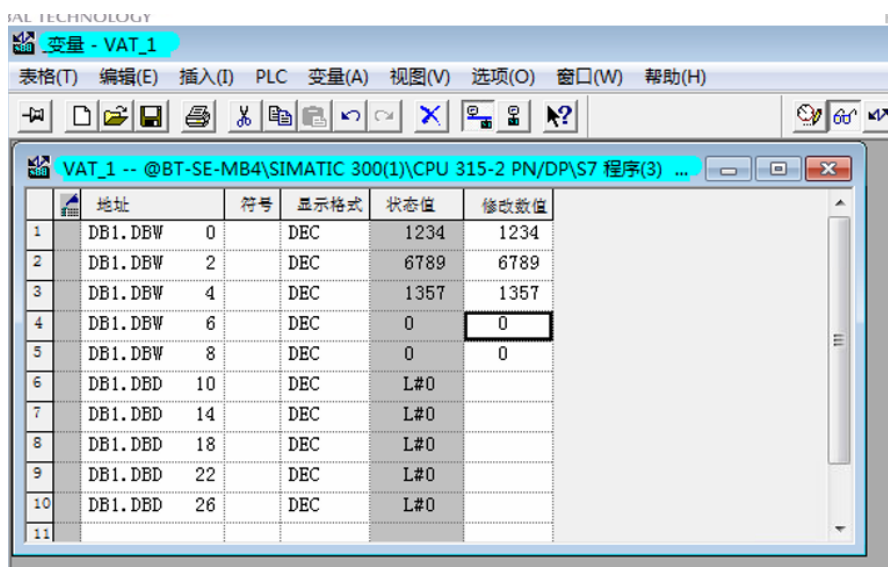 BAL TECHNOLOGY
变量 - VAT_1
表格(T) 编辑(E) 插入(I) PLC 变量(A) 视图(V) 选项(O) 窗口(W) 帮助(H)
VAT_1 -- @BT-SE-MB4\SIMATIC 300(1)\CPU 315-2 PN/DP\S7 程序(3) ...
地址 符号 显示格式 状态值 修改数值
1 DB1.DBW 0 DEC 1234 1234
2 DB1.DBW 2 DEC 6789 6789
3 DB1.DBW 4 DEC 1357 1357
4 DB1.DBW 6 DEC 0 0
5 DB1.DBW 8 DEC 0 0
6 DB1.DBD 10 DEC L#0
7 DB1.DBD 14 DEC L#0
8 DB1.DBD 18 DEC L#0
9 DB1.DBD 22 DEC L#0
10 DB1.DBD 26 DEC L#0
11